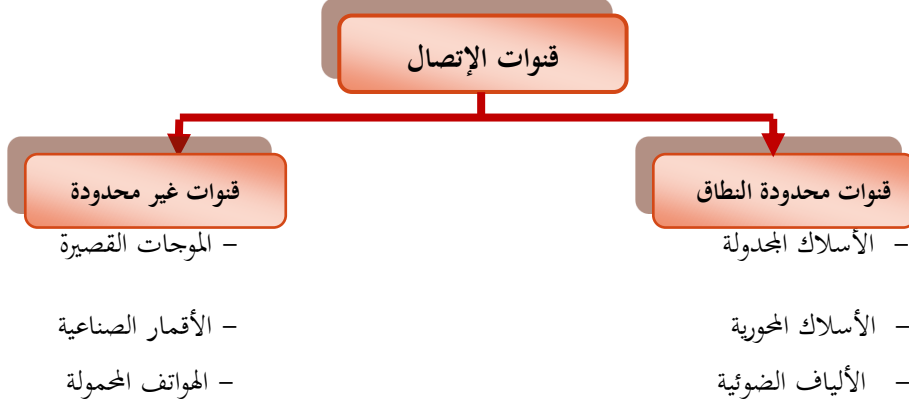 قنوات الإتصال
قنوات محدودة النطاق
– الأسلاك المجدولة
– الأسلاك المحورية
– الألياف الضوئية
قنوات غير محدودة
– الموجات القصيرة
– الأقمار الصناعية
– الهواتف المحمولة